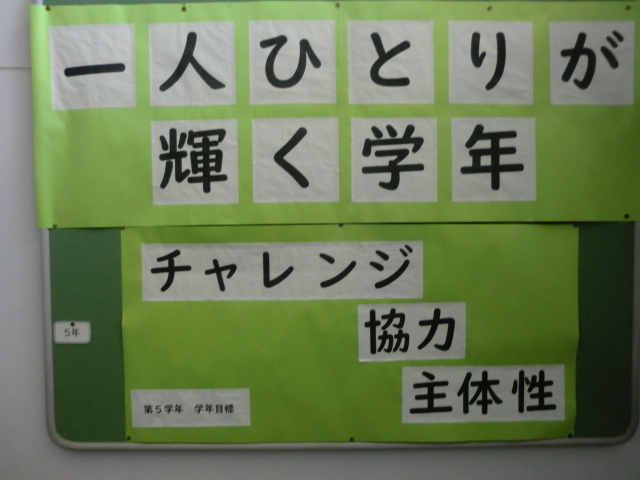 一人ひとりが
輝く学年
チャレンジ
協力
5年
主体性
第5学年 学年目標